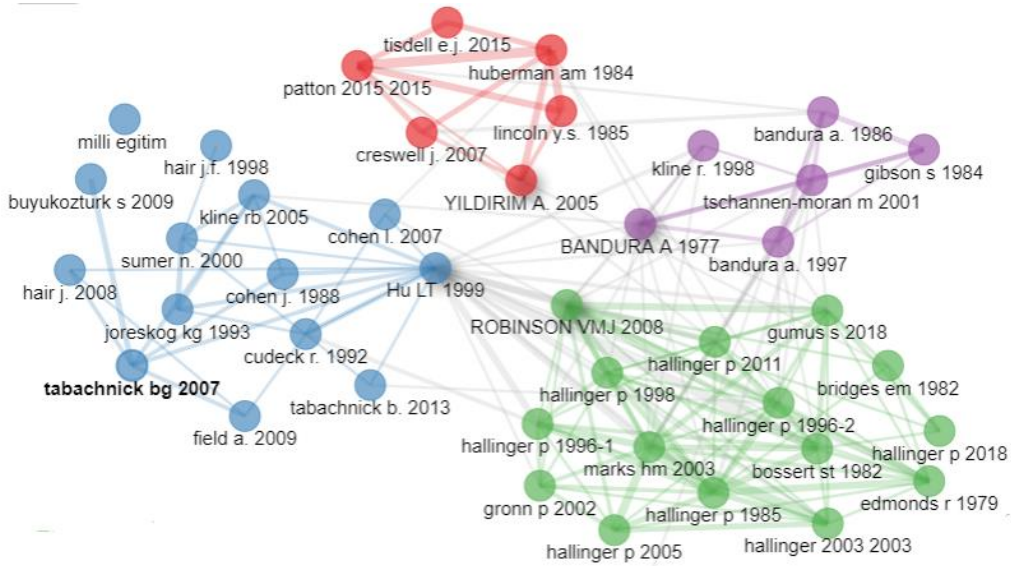 tisdell e.j. 2015
huberman am 1984
patton 2015 2015
lincoln y.s. 1985
creswell j. 2007
YILDIRIM A. 2005
bandura a. 1986
kline r. 1998
gibson s 1984
tschannen-moran m 2001
BANDURA A 1977
bandura a. 1997
milli egitim
hair j.f. 1998
buyukozturk s 2009
kline rb 2005
cohen l. 2007
sumer n. 2000
hair j. 2008
cohen j. 1988
Hu LT 1999
joreskog kg 1993
cudeck r. 1992
tabachnick bg 2007
tabachnick b. 2013
field a. 2009
ROBINSON VMJ 2008
gumus s 2018
hallinger p 2011
hallinger p 1998
bridges em 1982
hallinger p 1996-2
hallinger p 1996-1
marks hm 2003
bossert st 1982
hallinger p 2018
gronn p 2002
hallinger p 1985
edmonds r 1979
hallinger p 2005
hallinger 2003 2003